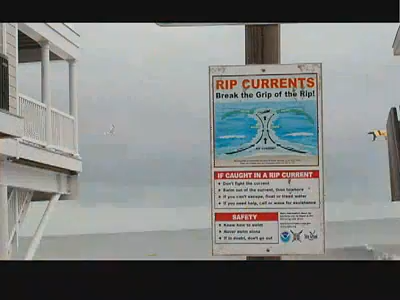 RIP CURRENTS
Break the Grip of the Rip!
RIP CURRENT
IF CAUGHT IN A RIP CURRENT
Don't fight the current
Swim out of the current, then to shore
If you can't escape, float or tread water
If you need help, call or wave for assistance
SAFETY
Know how to swim
Never swim alone
If in doubt, don't go out